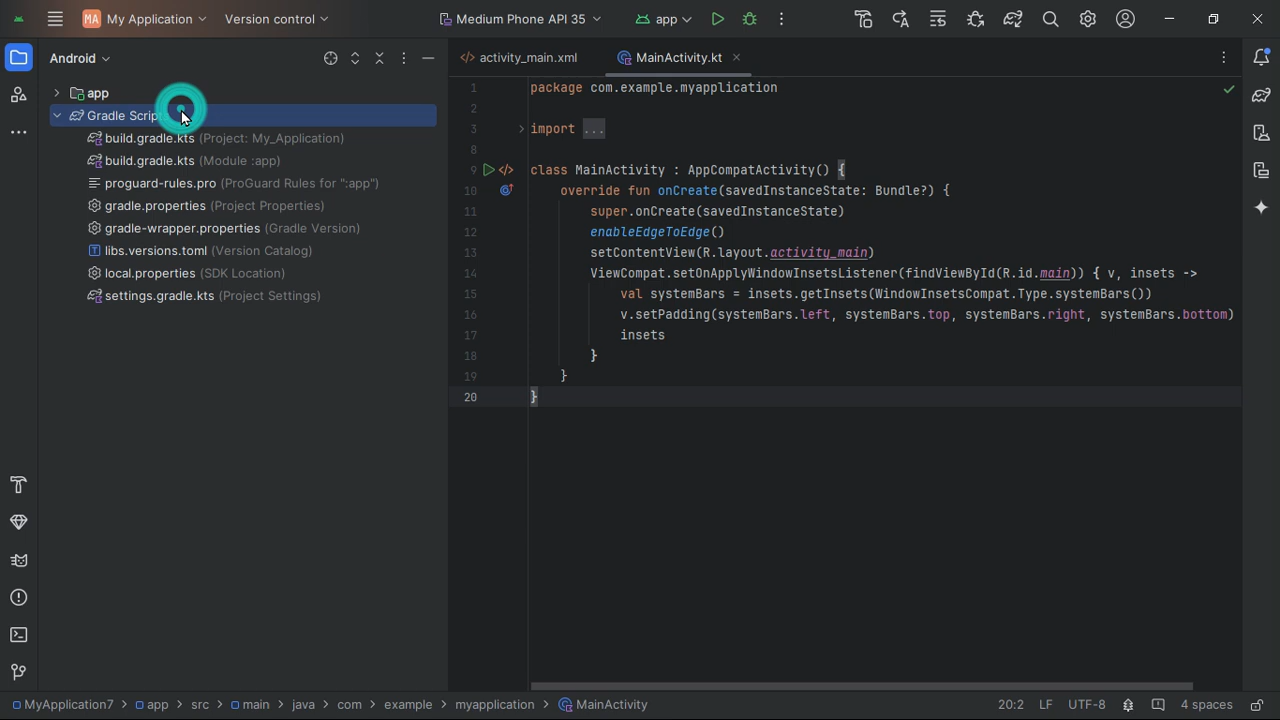 MA My Application Version control Medium Phone API 35 app
Android
activity_main.xml MainActivity.kt
app
Gradle Scripts
build.gradle.kts (Project: My_Application)
build.gradle.kts (Module :app)
proguard-rules.pro (ProGuard Rules for ":app")
gradle.properties (Project Properties)
gradle-wrapper.properties (Gradle Version)
libs.versions.toml (Version Catalog)
local.properties (SDK Location)
settings.gradle.kts (Project Settings)
1 package com.example.myapplication
2
3 import ...
8
9 class MainActivity : AppCompatActivity() {
10 override fun onCreate(savedInstanceState: Bundle?) {
11 super.onCreate(savedInstanceState)
12 enableEdgeToEdge()
13 setContentView(R.layout.activity_main)
14 ViewCompat.setOnApplyWindowInsetsListener(findViewById(R.id.main)) { v, insets ->
15 val systemBars = insets.getInsets(WindowInsetsCompat.Type.systemBars())
16 v.setPadding(systemBars.left, systemBars.top, systemBars.right, systemBars.bottom)
17 insets
18 }
19 }
20 }
MyApplication7 > app > src > main > java > com > example > myapplication > MainActivity 20:2 LF UTF-8 4 spaces